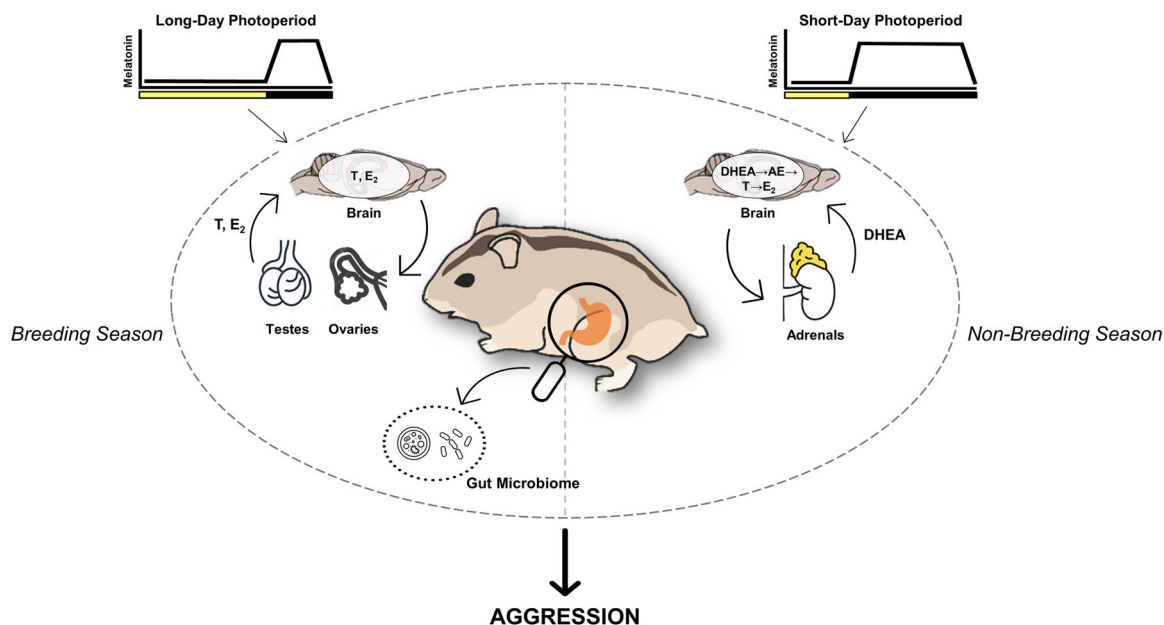 Long-Day Photoperiod
Melatonin
Short-Day Photoperiod
Melatonin
T, E₂
Brain
T, E₂
Testes
Ovaries
DHEA→AE→
T→E₂
Brain
DHEA
Adrenals
Breeding Season
Non-Breeding Season
Gut Microbiome
AGGRESSION